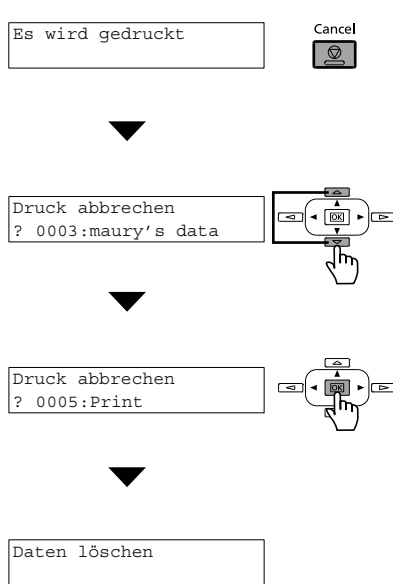 Es wird gedruckt
Cancel
Druck abbrechen
? 0003:maury's data
OK
Druck abbrechen
? 0005:Print
OK
Daten löschen